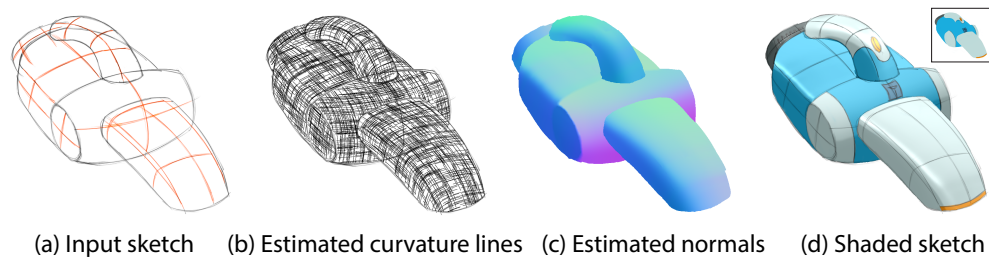 (a) Input sketch (b) Estimated curvature lines (c) Estimated normals (d) Shaded sketch